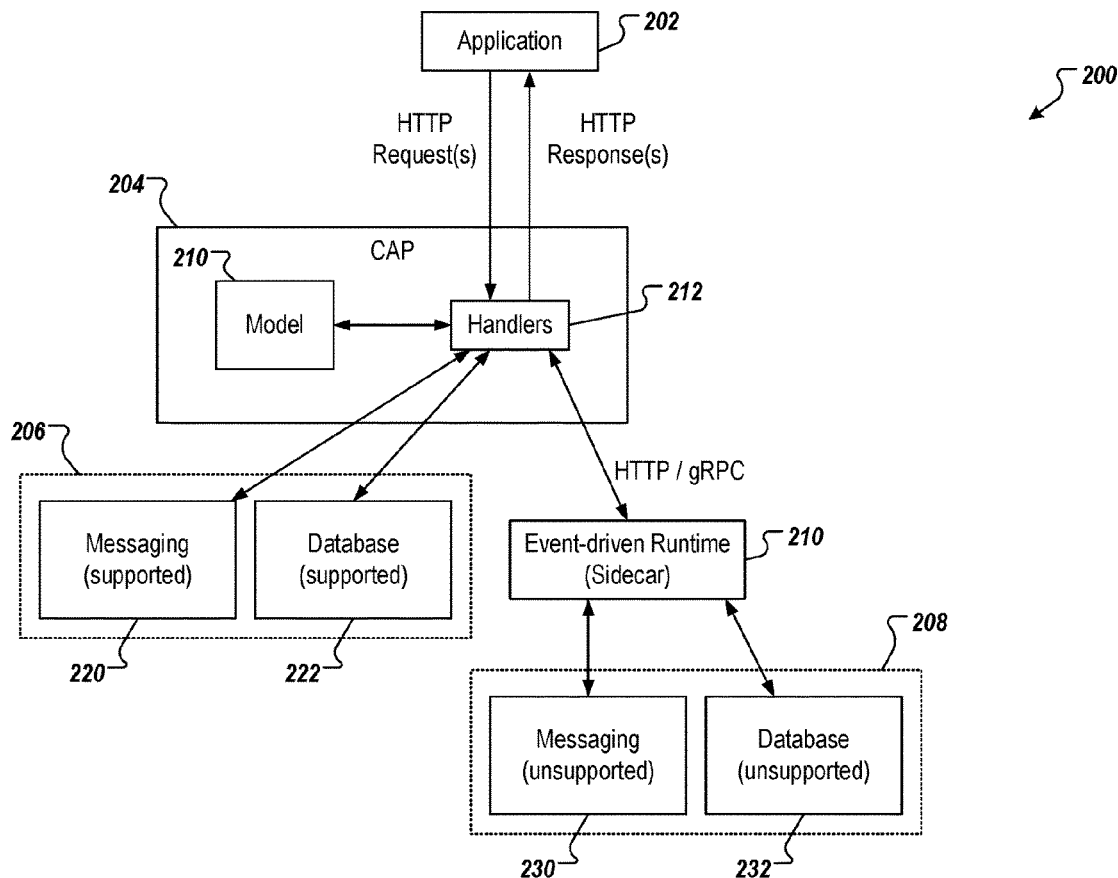 Application
202
200
HTTP
Request(s)
HTTP
Response(s)
204
CAP
210
Model
Handlers
212
206
HTTP / gRPC
Messaging
(supported)
Database
(supported)
Event-driven Runtime
(Sidecar)
210
220
222
208
Messaging
(unsupported)
Database
(unsupported)
230
232